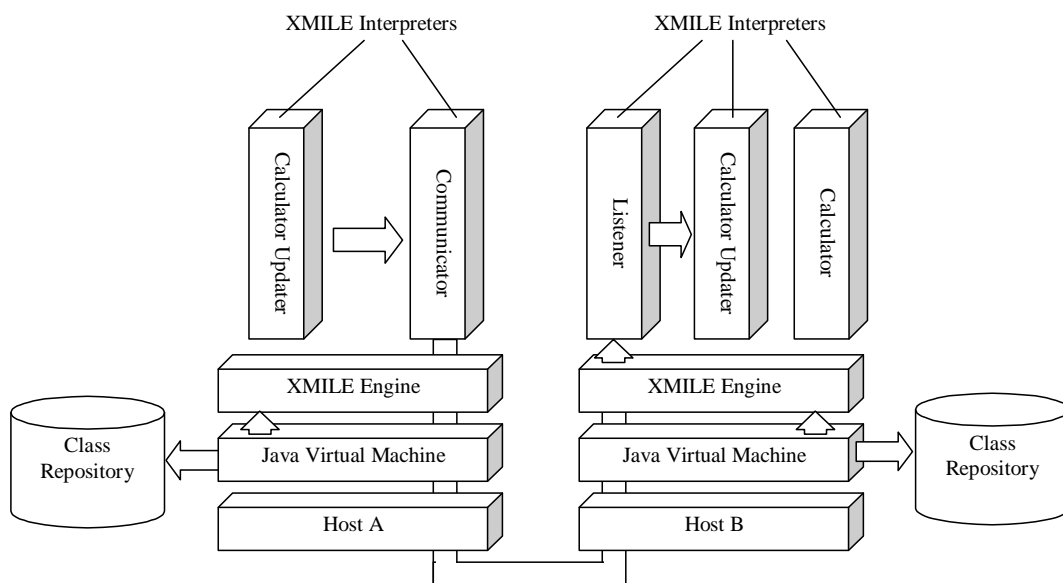 XMILE Interpreters
XMILE Interpreters
Calculator Updater
Communicator
Listener
Calculator Updater
Calculator
XMILE Engine
XMILE Engine
Class
Repository
Java Virtual Machine
Java Virtual Machine
Class
Repository
Host A
Host B